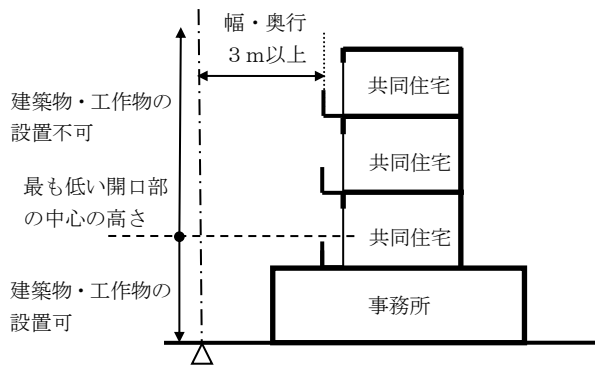 幅・奥行
３ｍ以上
建築物・工作物の
設置不可
共同住宅
共同住宅
最も低い開口部
の中心の高さ
共同住宅
建築物・工作物の
設置可
事務所